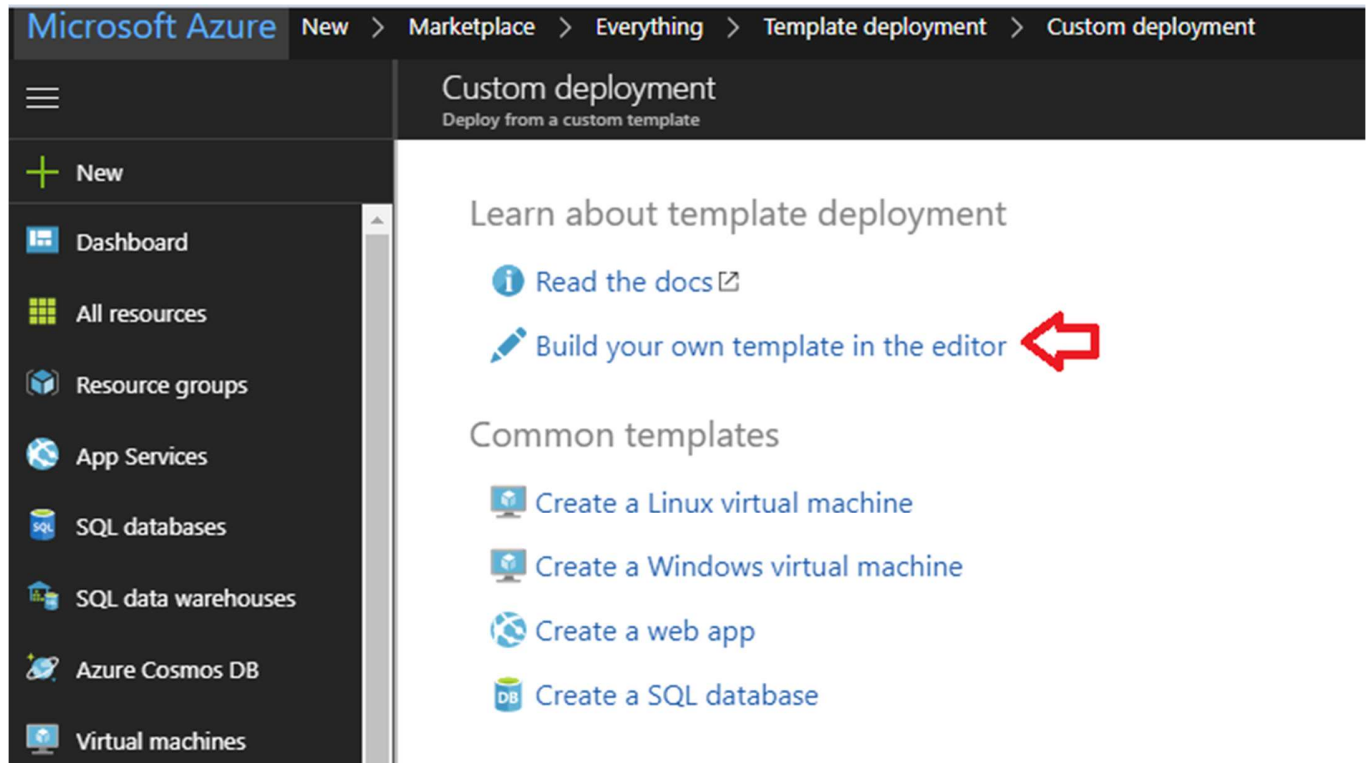 Microsoft Azure New > Marketplace > Everything > Template deployment > Custom deployment
Custom deployment
Deploy from a custom template
New
Dashboard
All resources
Resource groups
App Services
SQL databases
SQL data warehouses
Azure Cosmos DB
Virtual machines
Learn about template deployment
Read the docs
Build your own template in the editor
Common templates
Create a Linux virtual machine
Create a Windows virtual machine
Create a web app
DB Create a SQL database